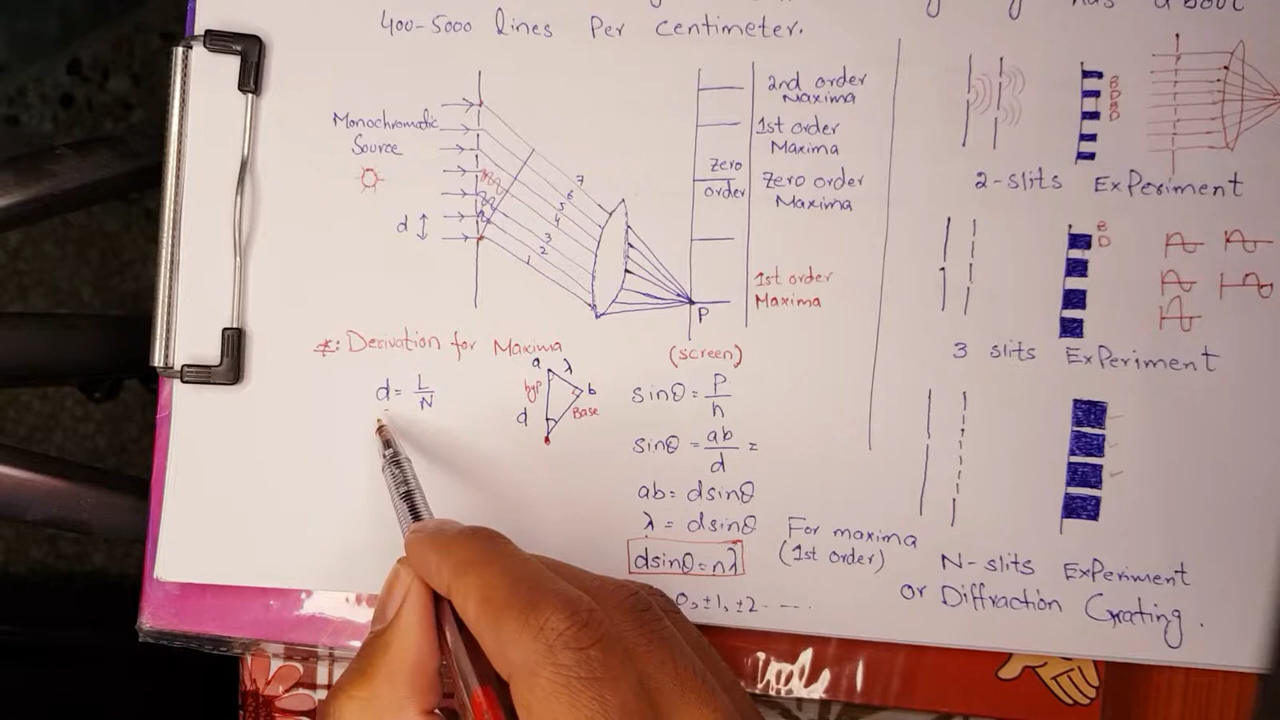 has about
400-5000 lines Per centimeter.
Monochromatic
Source
d
1
2
3
4
5
6
7
2nd order
Maxima
1st order
Maxima
zero
order
zero order
Maxima
1st order
Maxima
P
(screen)
*: Derivation for Maxima
d = L/N
a
λ
b
hyp
Base
d
sinθ = P/h
sinθ = ab/d =
ab = dsinθ
λ = dsinθ For maxima
(1st order)
dsinθ = nλ
0, ±1, ±2 - ---
B
D
B
D
2-slits ExPeriment
B
D
3 slits ExPeriment
N-slits ExPeriment
or Diffraction Grating.